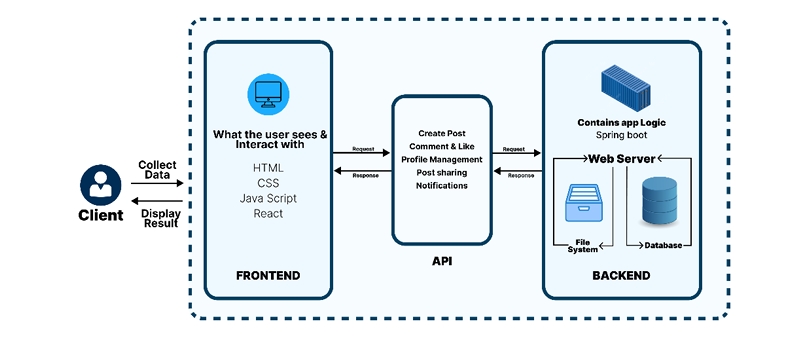 Client
Collect
Data
Display
Result
What the user sees &
Interact with
HTML
CSS
Java Script
React
FRONTEND
Request
Response
Create Post
Comment & Like
Profile Management
Post sharing
Notifications
API
Request
Response
Contains app Logic
Spring boot
Web Server
File
System
Database
BACKEND